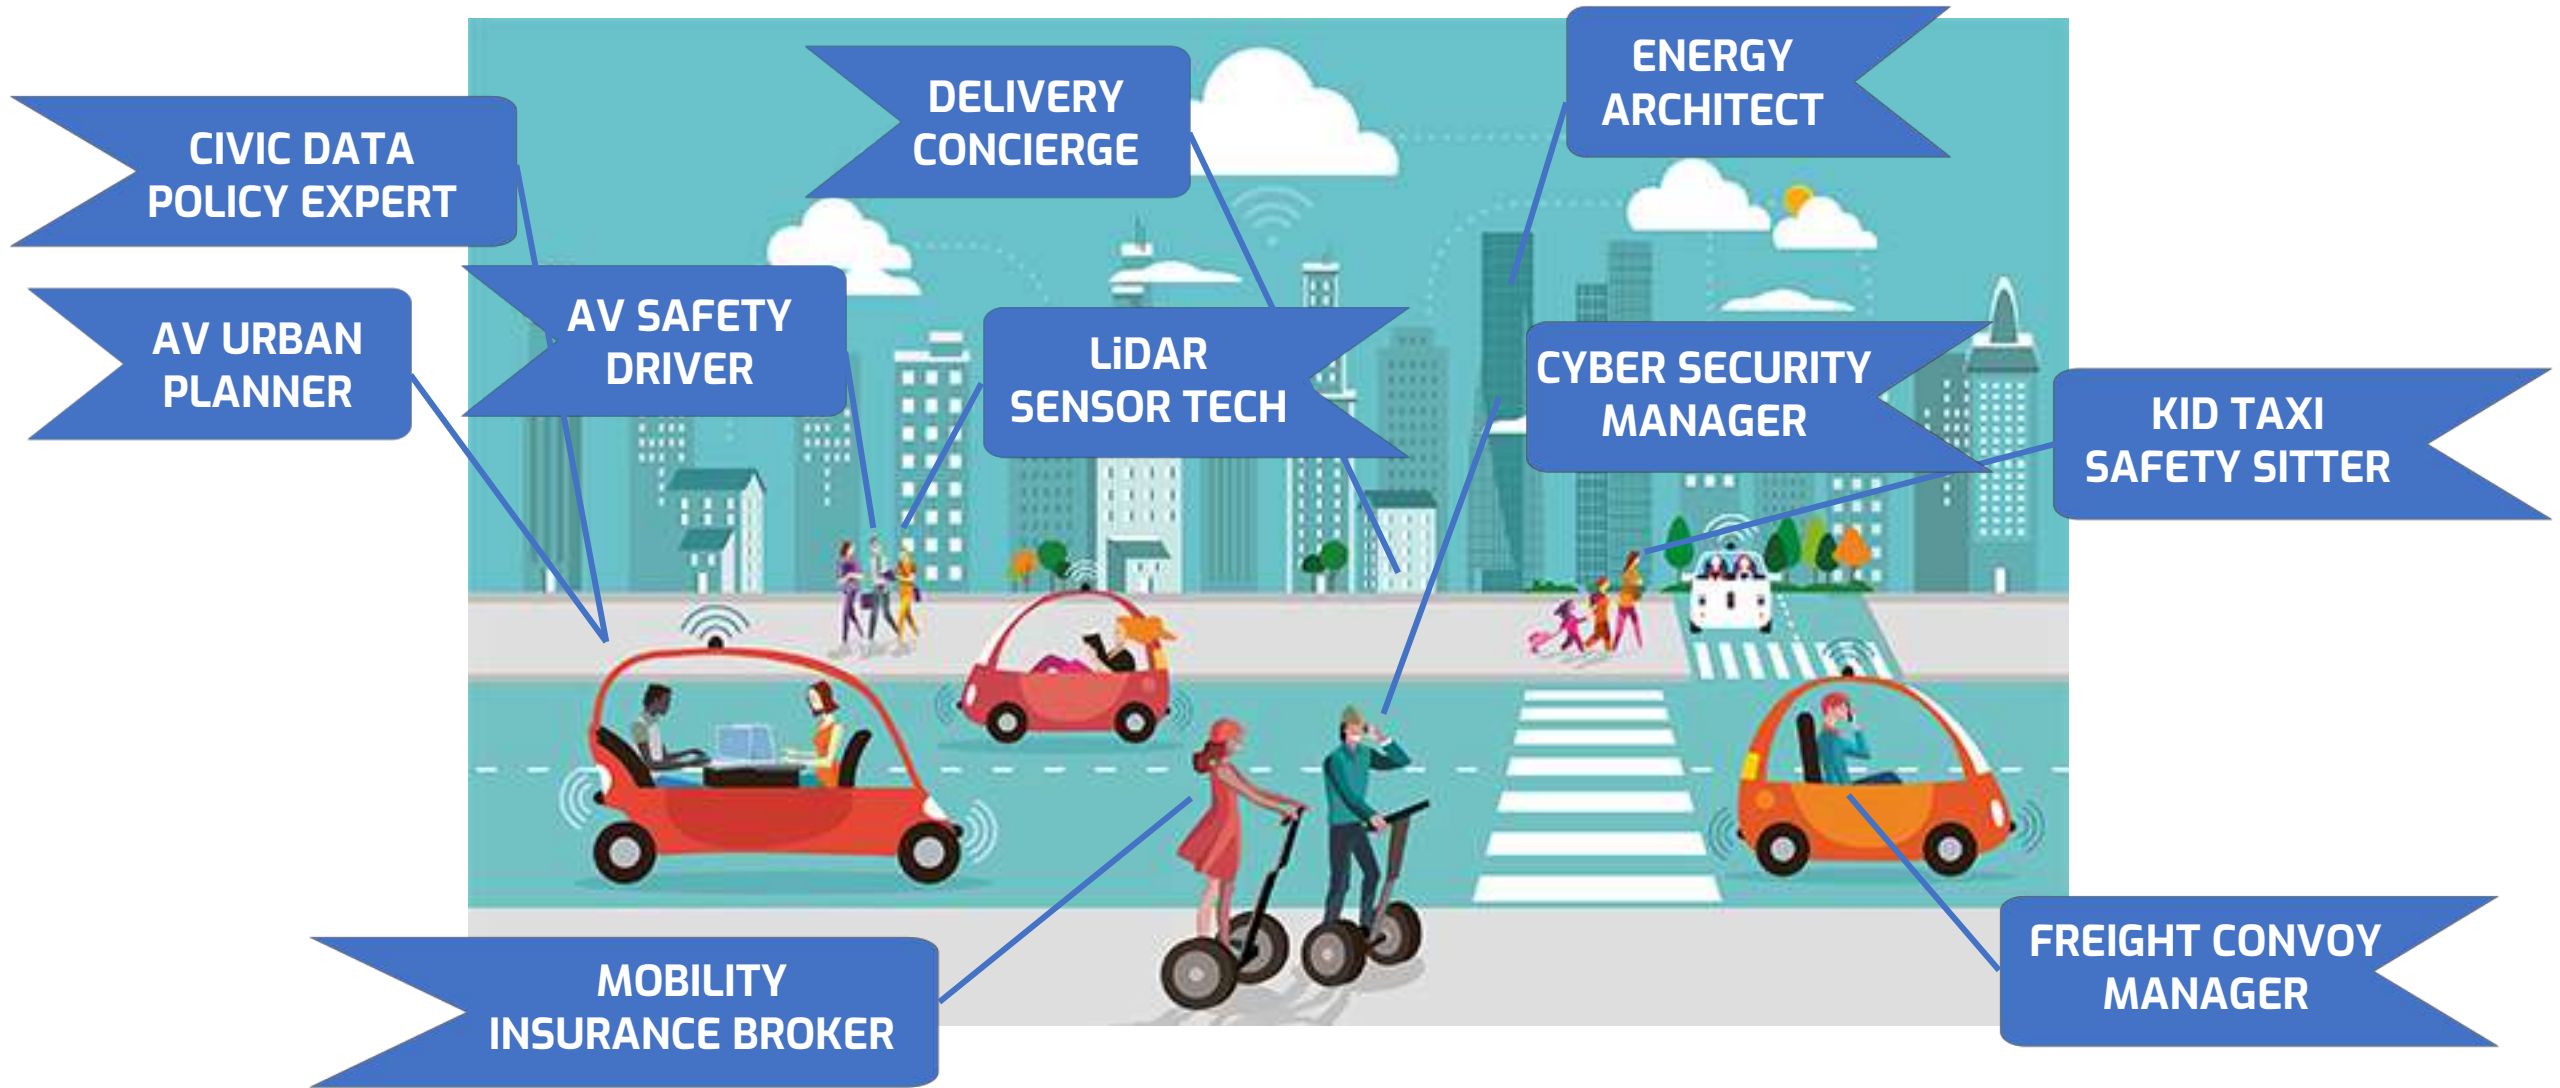 ENERGY
ARCHITECT
DELIVERY
CONCIERGE
CIVIC DATA
POLICY EXPERT
AV URBAN
PLANNER
AV SAFETY
DRIVER
LiDAR
SENSOR TECH
CYBER SECURITY
MANAGER
KID TAXI
SAFETY SITTER
MOBILITY
INSURANCE BROKER
FREIGHT CONVOY
MANAGER